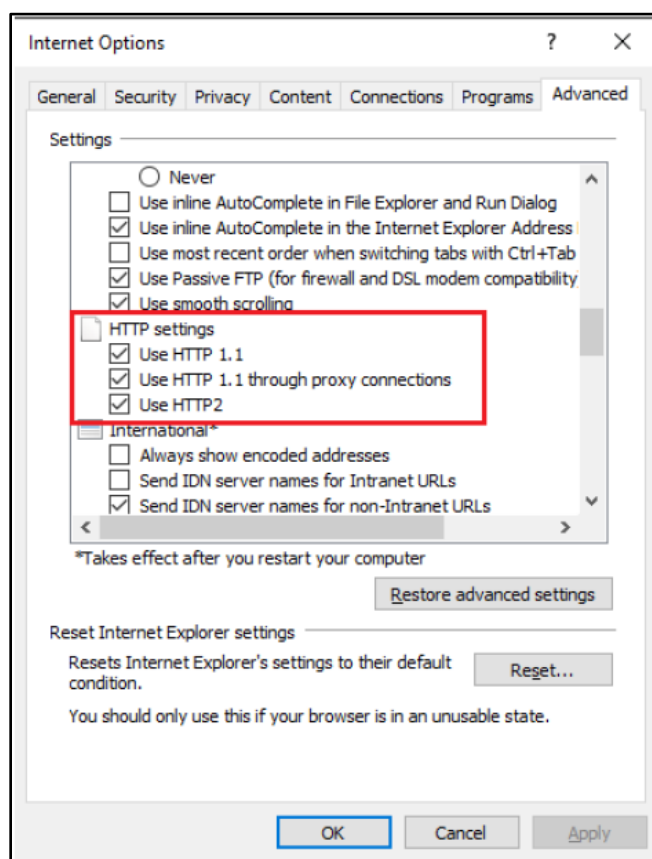 Internet Options
General Security Privacy Content Connections Programs Advanced
Settings
Never
Use inline AutoComplete in File Explorer and Run Dialog
Use inline AutoComplete in the Internet Explorer Address
Use most recent order when switching tabs with Ctrl+Tab
Use Passive FTP (for firewall and DSL modem compatibility
Use smooth scrolling
HTTP settings
Use HTTP 1.1
Use HTTP 1.1 through proxy connections
Use HTTP2
International*
Always show encoded addresses
Send IDN server names for Intranet URLs
Send IDN server names for non-Intranet URLs
*Takes effect after you restart your computer
Restore advanced settings
Reset Internet Explorer settings
Resets Internet Explorer's settings to their default
condition.
Reset...
You should only use this if your browser is in an unusable state.
OK Cancel Apply